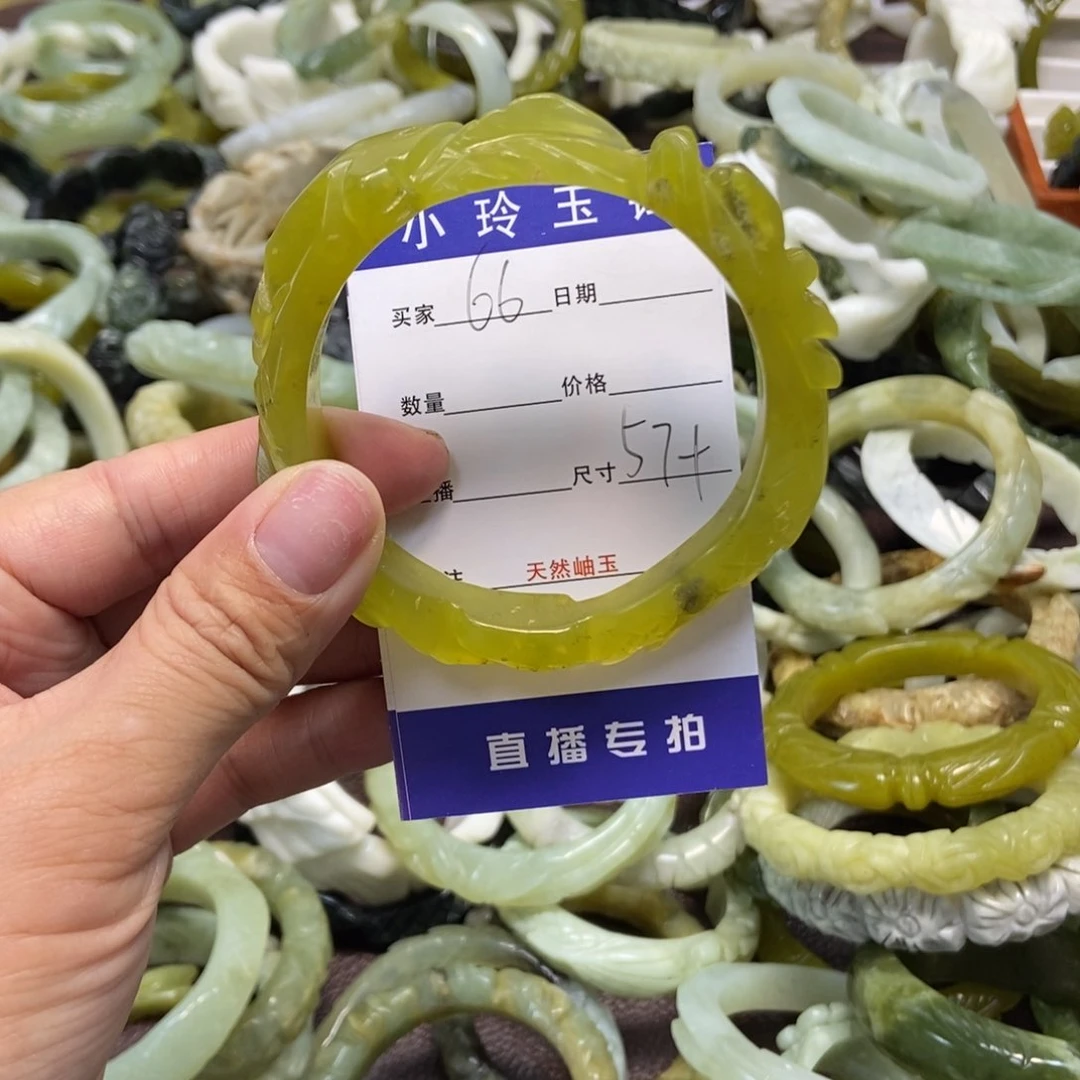 小玲玉
买家 66 日期
数量 价格
播 尺寸 57+
注 天然岫玉
直播专拍